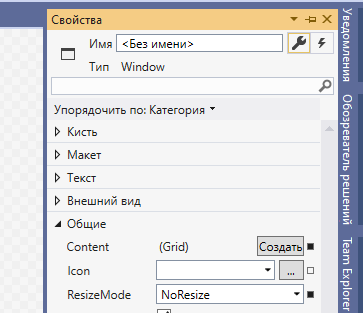 Свойства
Имя <Без имени>
Тип Window
Упорядочить по: Категория
Кисть
Макет
Текст
Внешний вид
Общие
Content (Grid) Создать
Icon ...
ResizeMode NoResize
Уведомления
Обозреватель решений
Team Explorer